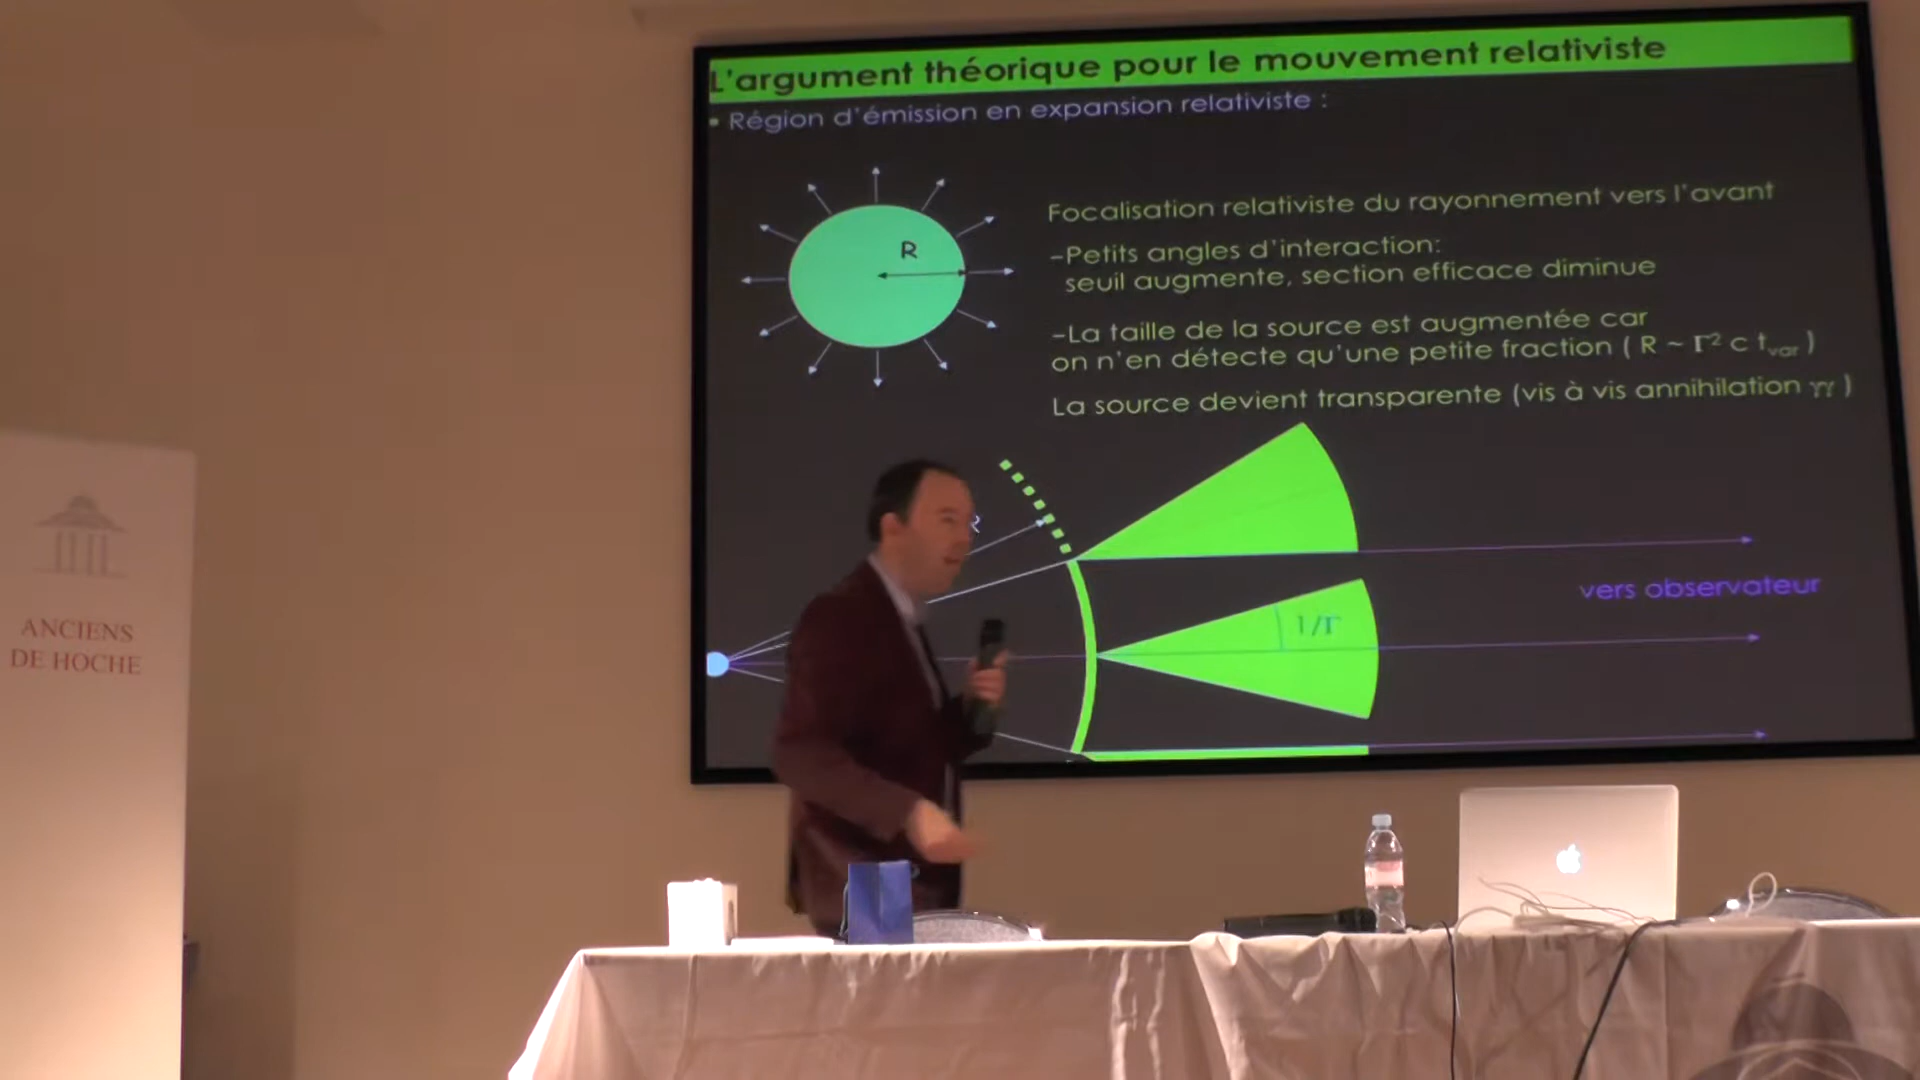 L'argument théorique pour le mouvement relativiste
• Région d'émission en expansion relativiste :
R
Focalisation relativiste du rayonnement vers l'avant
–Petits angles d'interaction:
seuil augmente, section efficace diminue
–La taille de la source est augmentée car
on n'en détecte qu'une petite fraction ( R ~ Γ² c t_var )
La source devient transparente (vis à vis annihilation γγ )
R
vers observateur
1/Γ
ANCIENS
DE HOCHE